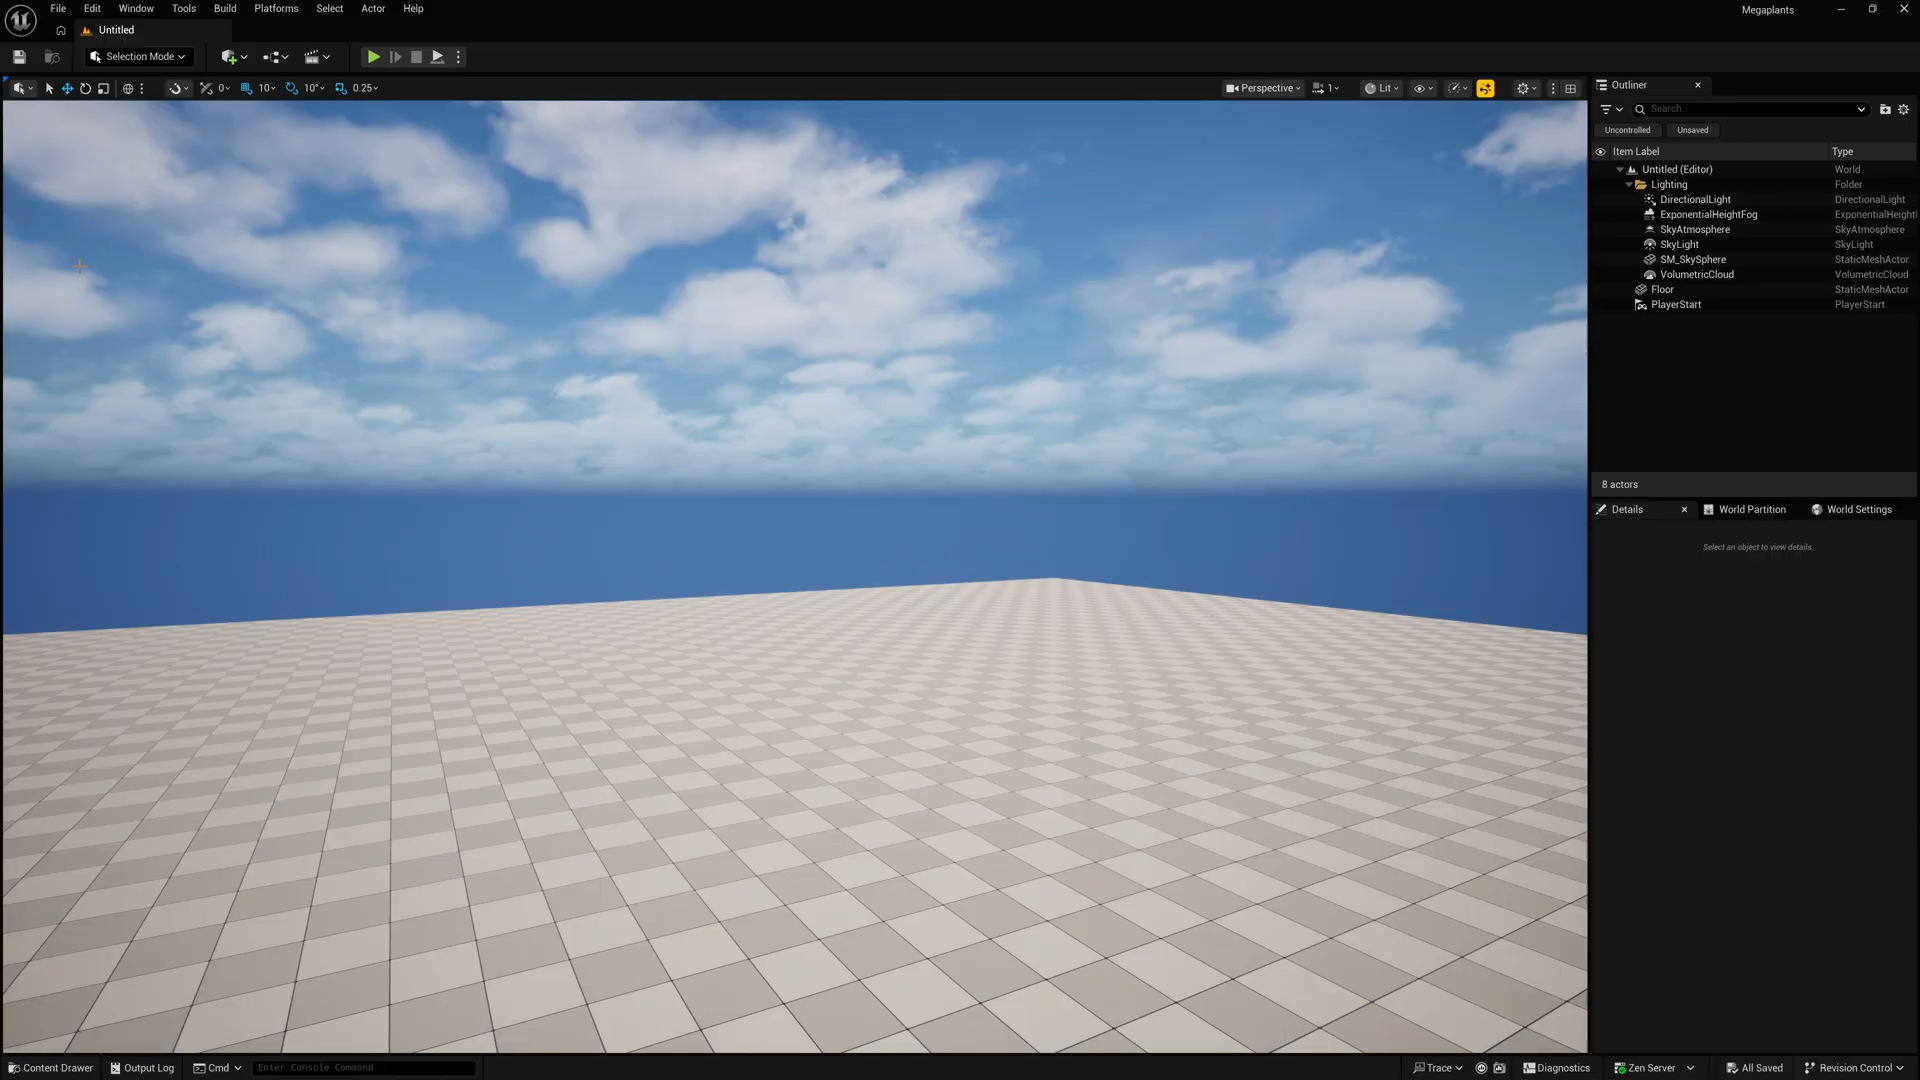 File Edit Window Tools Build Platforms Select Actor Help
Megaplants
Untitled
Selection Mode
0 10 10° 0.25
Perspective 1 Lit
Outliner
Search...
Uncontrolled Unsaved
Item Label Type
Untitled (Editor) World
Lighting Folder
DirectionalLight DirectionalLight
ExponentialHeightFog ExponentialHeightl
SkyAtmosphere SkyAtmosphere
SkyLight SkyLight
SM_SkySphere StaticMeshActor
VolumetricCloud VolumetricCloud
Floor StaticMeshActor
PlayerStart PlayerStart
8 actors
Details World Partition World Settings
Select an object to view details.
Content Drawer Output Log Cmd Enter Console Command Trace Diagnostics Zen Server All Saved Revision Control